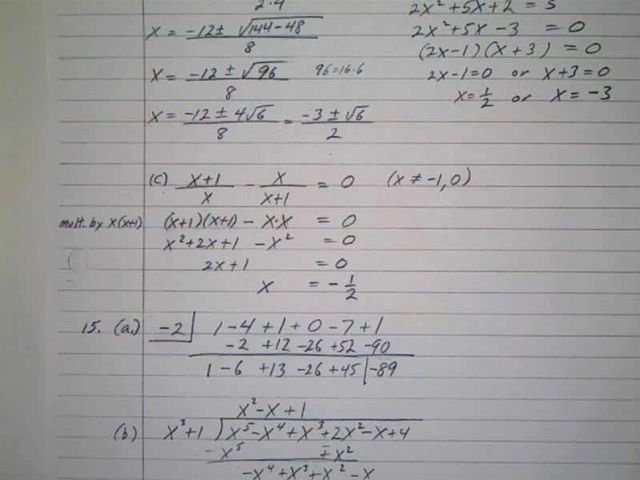 2·4
x = -12± √144-48 / 8
x = -12 ± √96 / 8    96=16·6
x = -12 ± 4√6 / 8 = -3 ± √6 / 2
2x²+5x+2 = 5
2x²+5x-3 = 0
(2x-1)(x+3) = 0
2x-1=0 or x+3=0
x=1/2 or x=-3
(c) x+1/x - x/x+1 = 0 (x≠-1,0)
mult. by x(x+1) (x+1)(x+1) - x·x = 0
x²+2x+1 -x² = 0
2x+1 = 0
x = -1/2
15. (a.) -2| 1 -4 +1 +0 -7 +1
-2 +12 -26 +52 -90
1 -6 +13 -26 +45 |-89
x²-x+1
(b) x³+1 ) x⁵-x⁴+x³+2x²-x+4
-x⁵ ∓x²
-x⁴+x³+x²-x